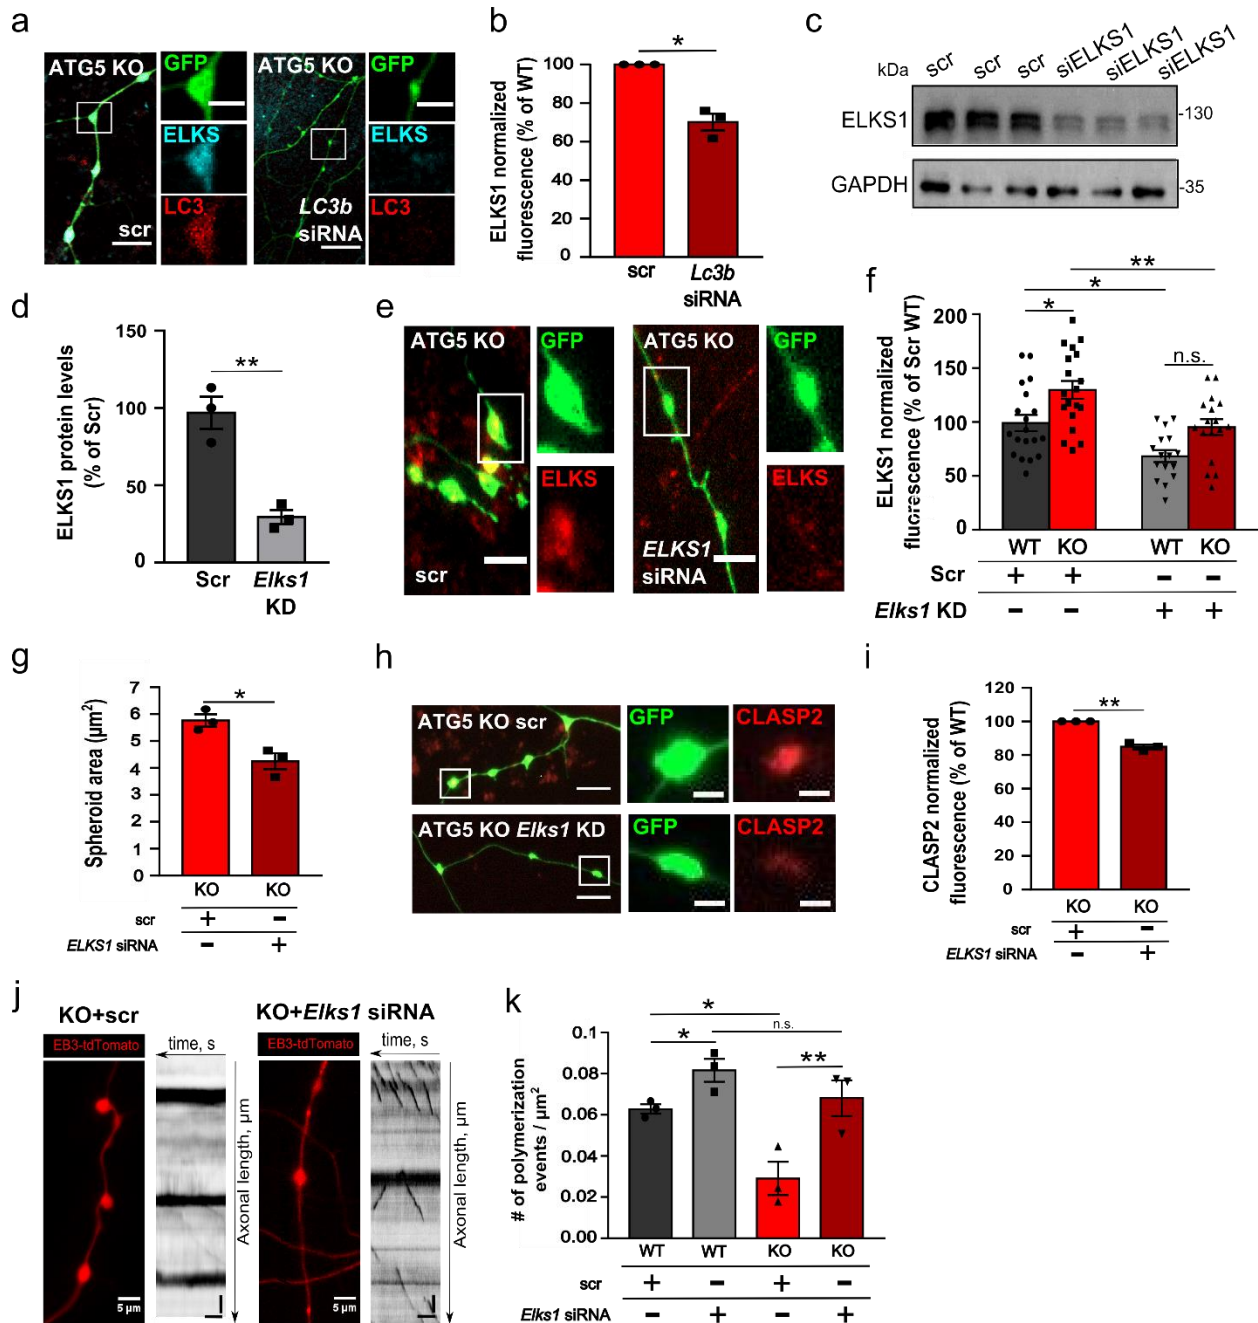 a
ATG5 KO
scr
GFP
ELKS
LC3
ATG5 KO
LC3b
siRNA
GFP
ELKS
LC3
b
*
ELKS1 normalized
fluorescence (% of WT)
100
80
60
40
20
0
scr
Lc3b
siRNA
c
kDa
scr
scr
scr
siELKS1
siELKS1
siELKS1
ELKS1
-130
GAPDH
-35
d
ELKS1 protein levels
(% of Scr)
150
100
50
0
**
Scr
Elks1
KD
e
ATG5 KO
scr
GFP
ELKS
ATG5 KO
ELKS1
siRNA
GFP
ELKS
f
ELKS1 normalized
fluorescence (% of Scr WT)
200
150
100
50
0
**
*
*
n.s.
WT KO WT KO
Scr + + - -
Elks1 KD - - + +
g
Spheroid area (µm²)
7
6
5
4
3
2
1
0
*
KO KO
scr + -
ELKS1 siRNA - +
h
ATG5 KO scr
GFP
CLASP2
ATG5 KO Elks1 KD
GFP
CLASP2
i
CLASP2 normalized
fluorescence (% of WT)
120
100
80
60
40
20
0
**
KO KO
scr + -
ELKS1 siRNA - +
j
KO+scr
EB3-tdTomato
time, s
Axonal length, µm
5 µm
KO+Elks1 siRNA
EB3-tdTomato
time, s
Axonal length, µm
5 µm
k
# of polymerization
events / µm²
0.1
0.08
0.06
0.04
0.02
0.00
*
n.s.
*
**
WT WT KO KO
scr + - + -
Elks1 siRNA - + - +